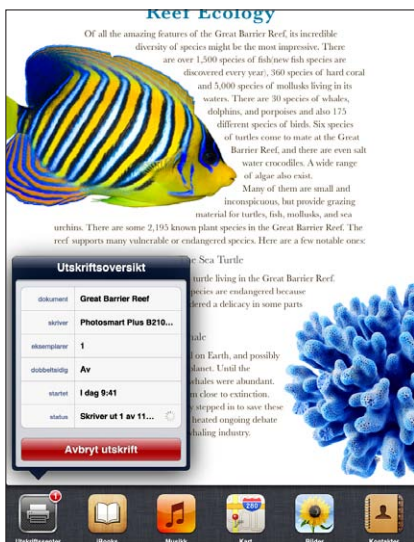 Reef Ecology
Of all the amazing features of the Great Barrier Reef, its incredible
diversity of species might be the most impressive. There
are over 1,500 species of fish(new fish species are
discovered every year), 360 species of hard coral
and 5,000 species of mollusks living in its
waters. There are 30 species of whales,
dolphins, and porpoises and also 175
different species of birds. Six species
of turtles come to mate at the Great
Barrier Reef, and there are even salt
water crocodiles. A wide range
of algae also exist.
Many of them are small and
inconspicuous, but provide grazing
material for turtles, fish, mollusks, and sea
urchins. There are some 2,195 known plant species in the Great Barrier Reef. The
reef supports many vulnerable or endangered species. Here are a few notable ones:
The Sea Turtle
turtle living in the Great Barrier Reef.
species are endangered because
dered a delicacy in some parts
ale
on Earth, and possibly
planet. Until the
whales were abundant.
m close to extinction.
stepped in to save these
heated ongoing debate
whaling industry.
Utskriftsoversikt
dokument Great Barrier Reef
skriver Photosmart Plus B210...
eksemplarer 1
dobbeltsidig Av
startet I dag 9:41
status Skriver ut 1 av 11...
Avbryt utskrift
1
280
Utskriftssenter iBooks Musikk Kart Bilder Kontakter